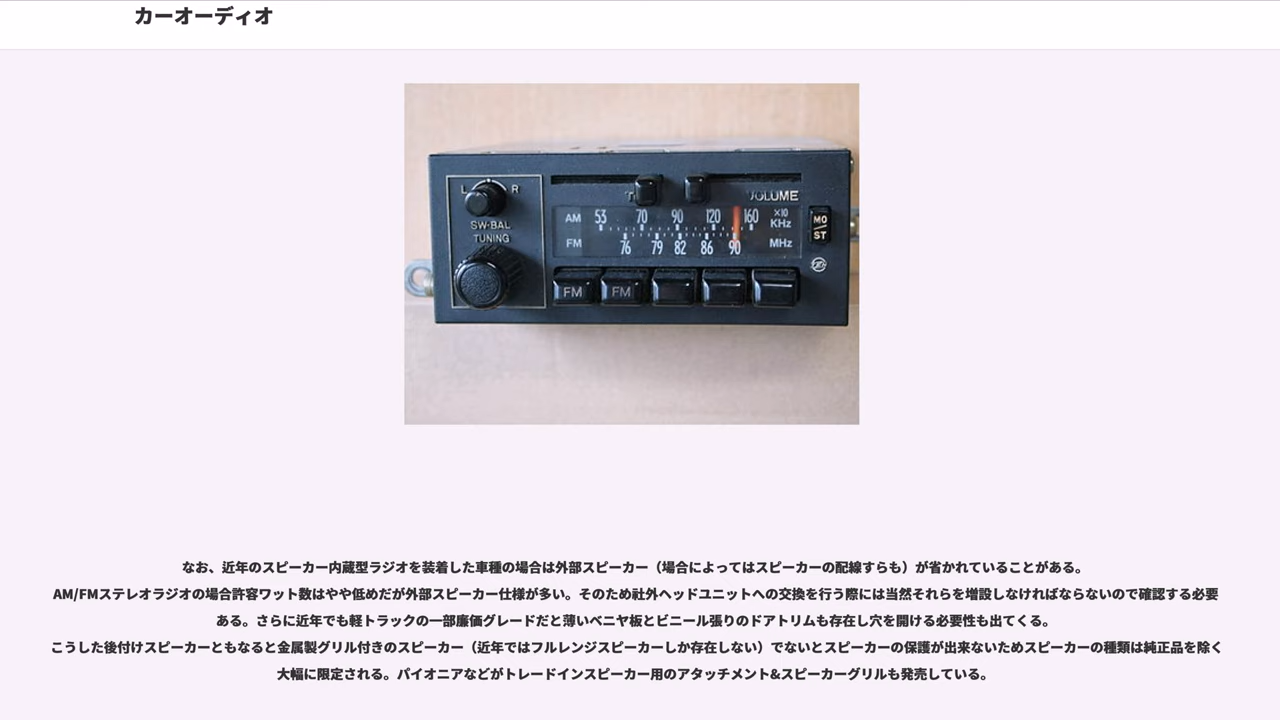 カーオーディオ
L R
SW-BAL
TUNING
VOLUME
AM 53 70 90 120 160 ×10 KHz
FM 76 79 82 86 90 MHz
MO
ST
FM FM
なお、近年のスピーカー内蔵型ラジオを装着した車種の場合は外部スピーカー（場合によってはスピーカーの配線すらも）が省かれていることがある。
AM/FMステレオラジオの場合許容ワット数はやや低めだが外部スピーカー仕様が多い。そのため社外ヘッドユニットへの交換を行う際には当然それらを増設しなければならないので確認する必要
ある。さらに近年でも軽トラックの一部廉価グレードだと薄いベニヤ板とビニール張りのドアトリムも存在し穴を開ける必要性も出てくる。
こうした後付けスピーカーともなると金属製グリル付きのスピーカー（近年ではフルレンジスピーカーしか存在しない）でないとスピーカーの保護が出来ないためスピーカーの種類は純正品を除く
大幅に限定される。パイオニアなどがトレードインスピーカー用のアタッチメント&スピーカーグリルも発売している。